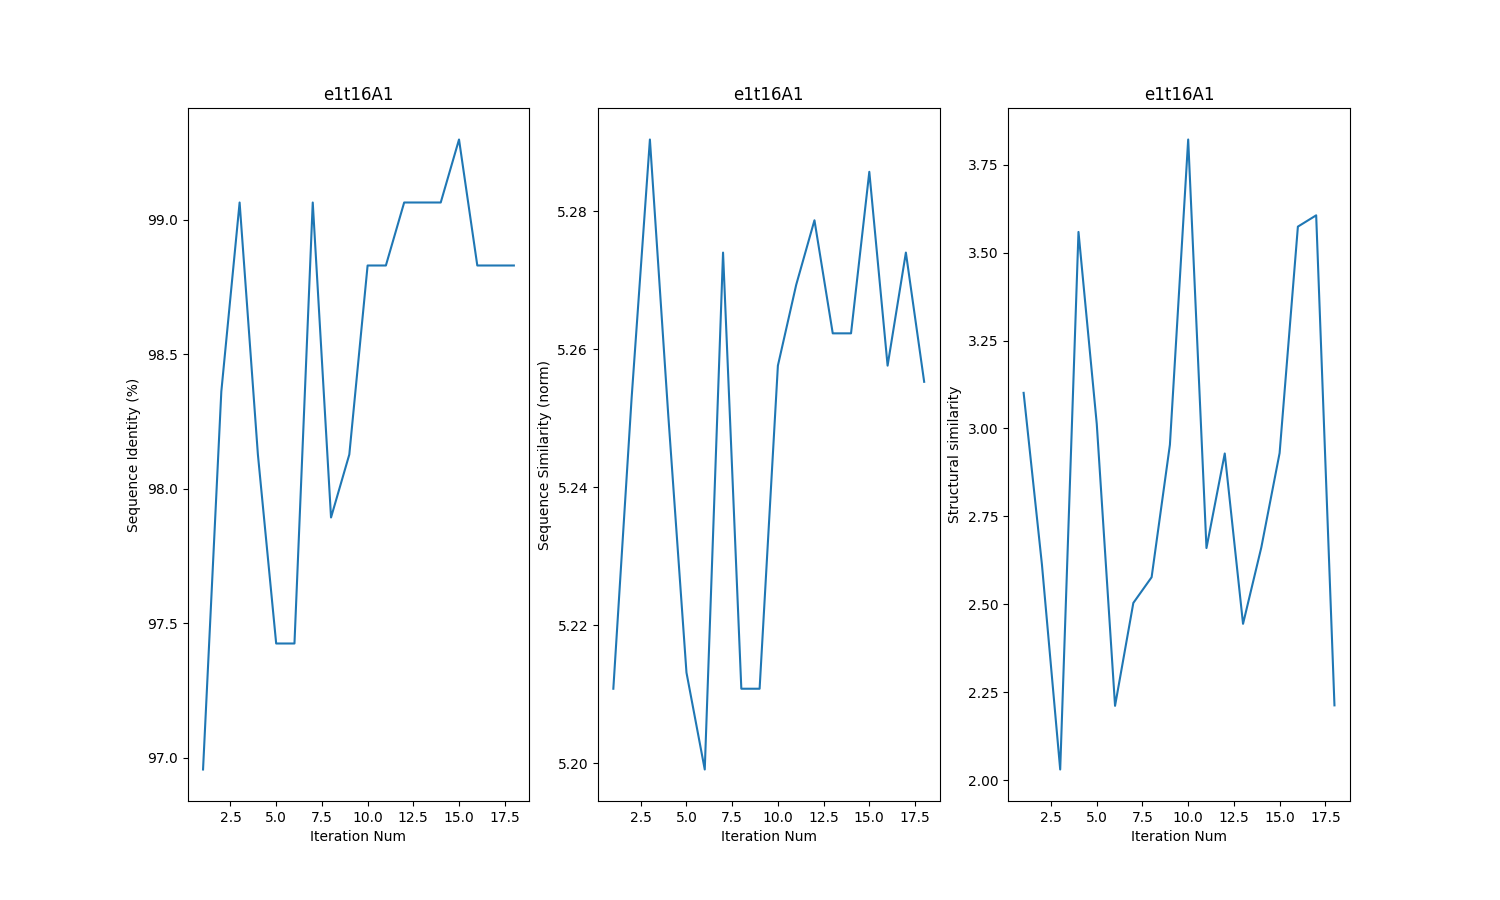 e1t16A1
Sequence Identity (%)
99.0
98.5
98.0
97.5
97.0
2.5 5.0 7.5 10.0 12.5 15.0 17.5
Iteration Num
e1t16A1
Sequence Similarity (norm)
5.28
5.26
5.24
5.22
5.20
2.5 5.0 7.5 10.0 12.5 15.0 17.5
Iteration Num
e1t16A1
Structural similarity
3.75
3.50
3.25
3.00
2.75
2.50
2.25
2.00
2.5 5.0 7.5 10.0 12.5 15.0 17.5
Iteration Num